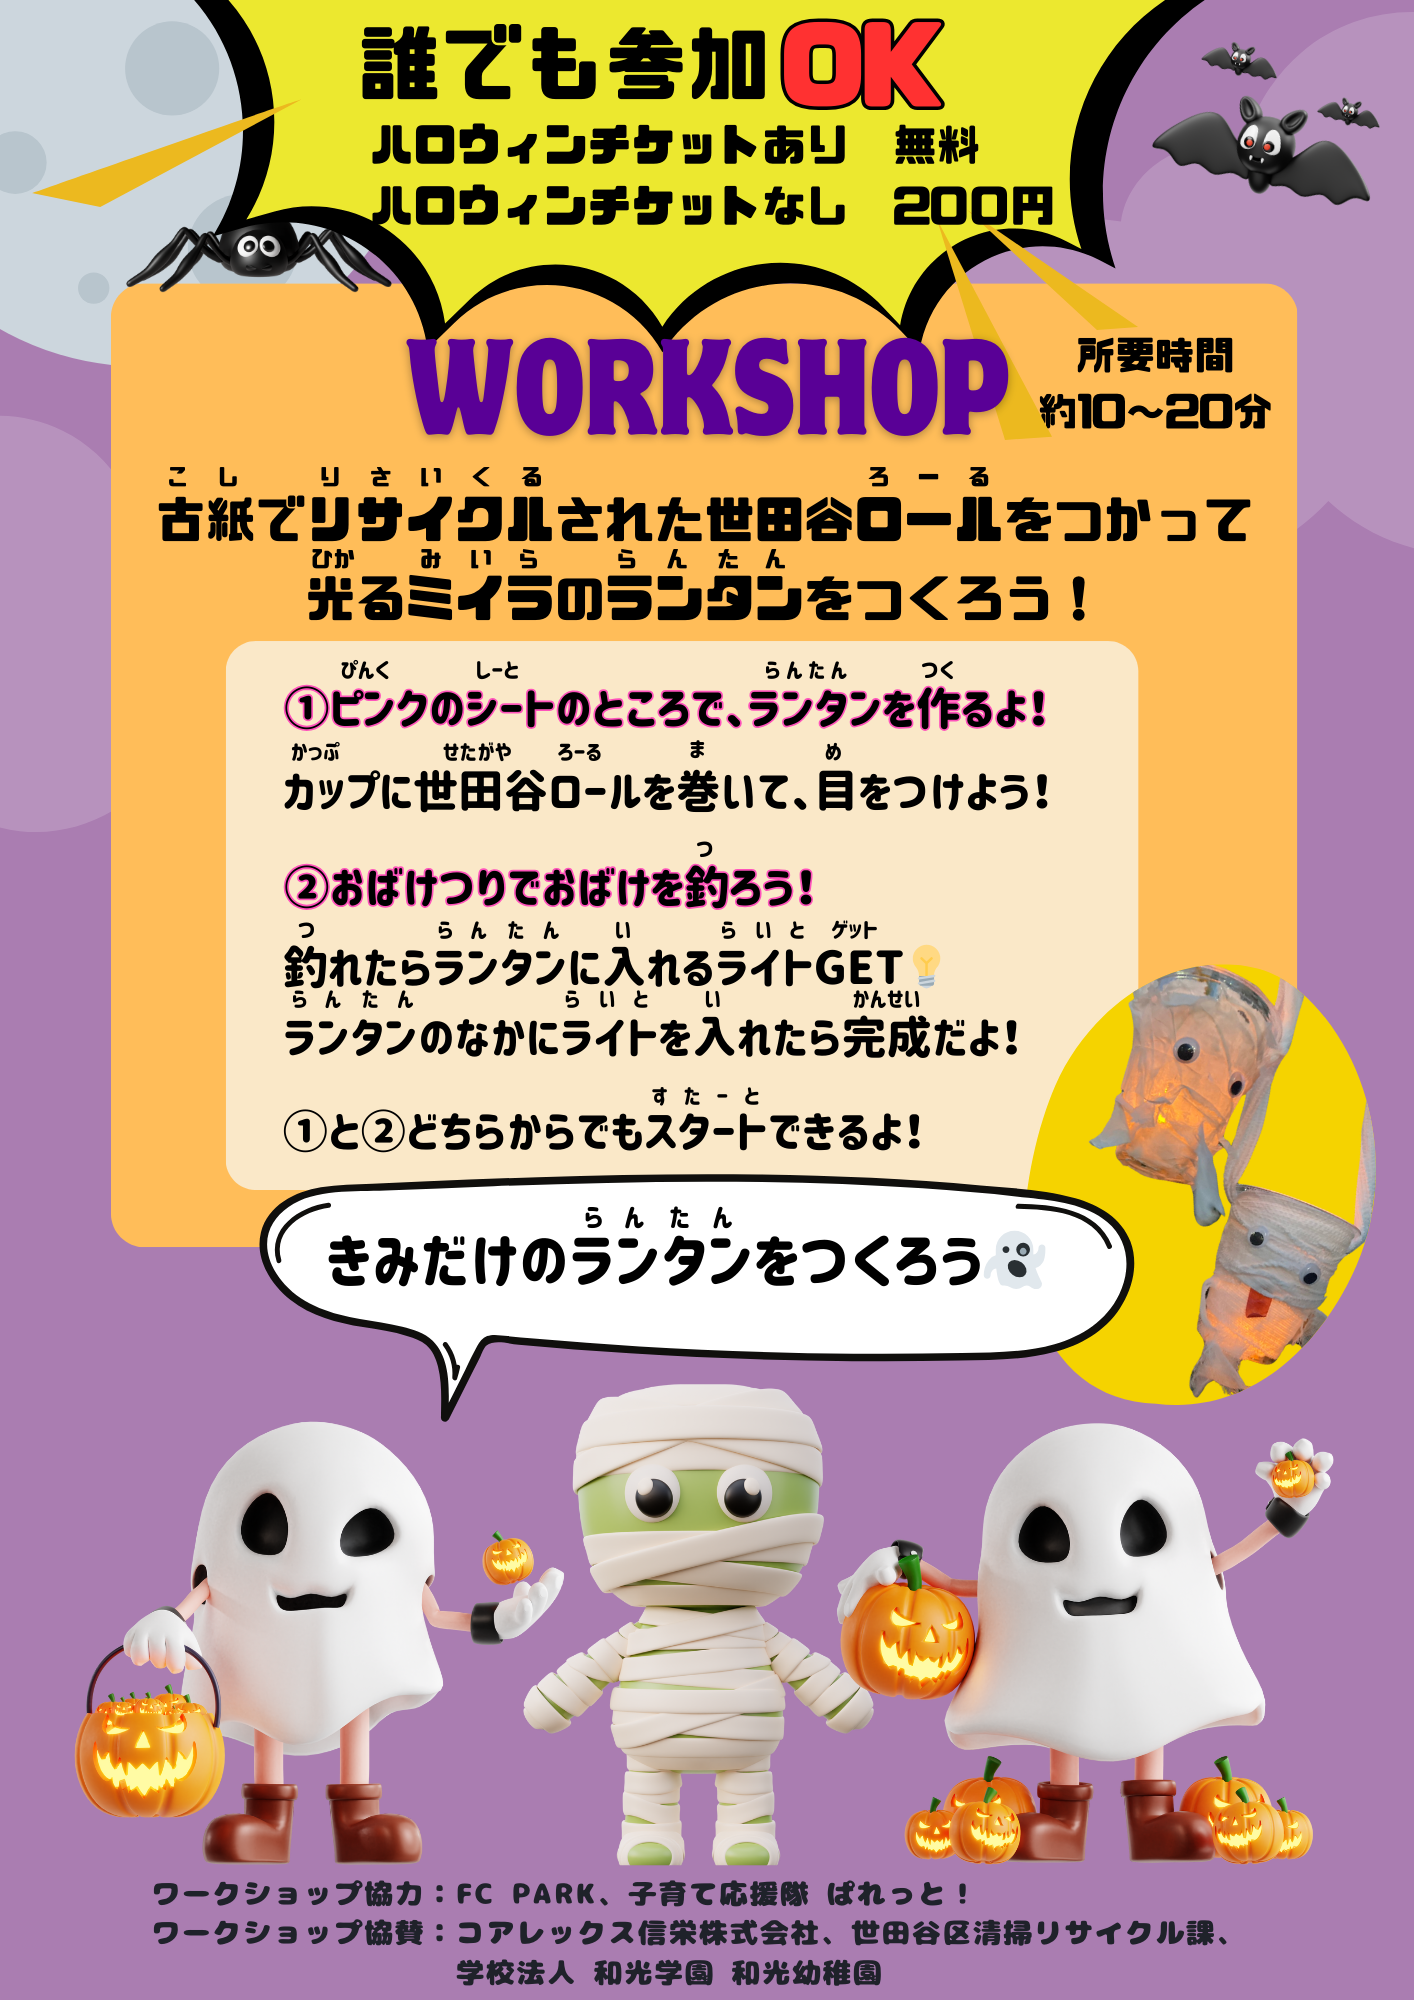 誰でも参加OK
ハロウィンチケットあり　無料
ハロウィンチケットなし　200円
WORKSHOP
所要時間
約10～20分
こし　りさいくる　ろーる
古紙でリサイクルされた世田谷ロールをつかって
ひか　みいら　らんたん
光るミイラのランタンをつくろう！
ぴんく　しーと　らんたん　つく
①ピンクのシートのところで、ランタンを作るよ!
かっぷ　せたがや　ろーる　ま　め
カップに世田谷ロールを巻いて、目をつけよう!
つ
②おばけつりでおばけを釣ろう!
つ　らんたん　い　らいと　ゲット
釣れたらランタンに入れるライトGET💡
らんたん　らいと　い　かんせい
ランタンのなかにライトを入れたら完成だよ!
すたーと
①と②どちらからでもスタートできるよ!
らんたん
きみだけのランタンをつくろう👻
ワークショップ協力：FC PARK、子育て応援隊 ぱれっと！
ワークショップ協賛：コアレックス信栄株式会社、世田谷区清掃リサイクル課、
学校法人 和光学園 和光幼稚園